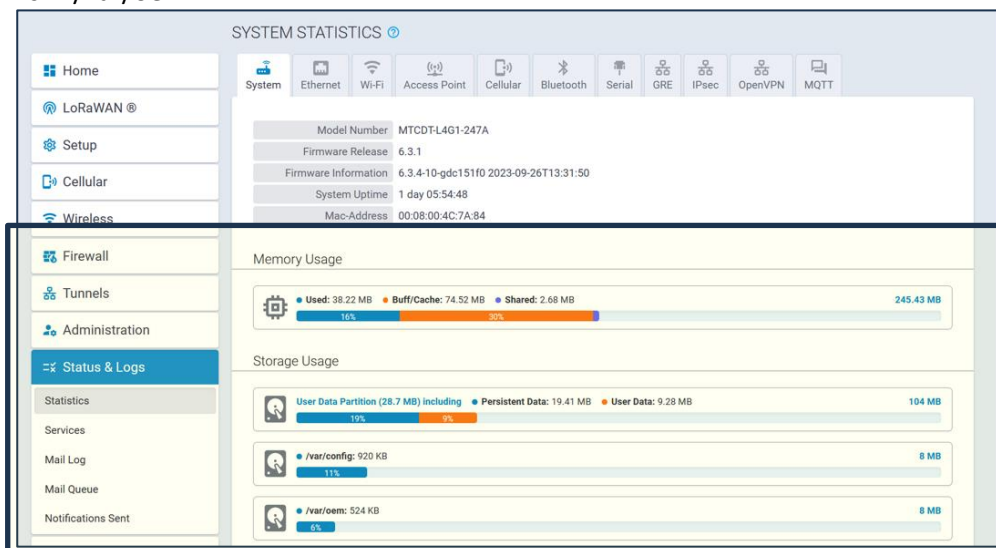 SYSTEM STATISTICS
Home
LoRaWAN ®
Setup
Cellular
Wireless
Firewall
Tunnels
Administration
Status & Logs
Statistics
Services
Mail Log
Mail Queue
Notifications Sent
System Ethernet Wi-Fi Access Point Cellular Bluetooth Serial GRE IPsec OpenVPN MQTT
Model Number MTCDT-L4G1-247A
Firmware Release 6.3.1
Firmware Information 6.3.4-10-gdc151f0 2023-09-26T13:31:50
System Uptime 1 day 05:54:48
Mac-Address 00:08:00:4C:7A:84
Memory Usage
Used: 38.22 MB Buff/Cache: 74.52 MB Shared: 2.68 MB 245.43 MB
16% 30%
Storage Usage
User Data Partition (28.7 MB) including Persistent Data: 19.41 MB User Data: 9.28 MB 104 MB
19% 9%
/var/config: 920 KB 8 MB
11%
/var/oem: 524 KB 8 MB
6%